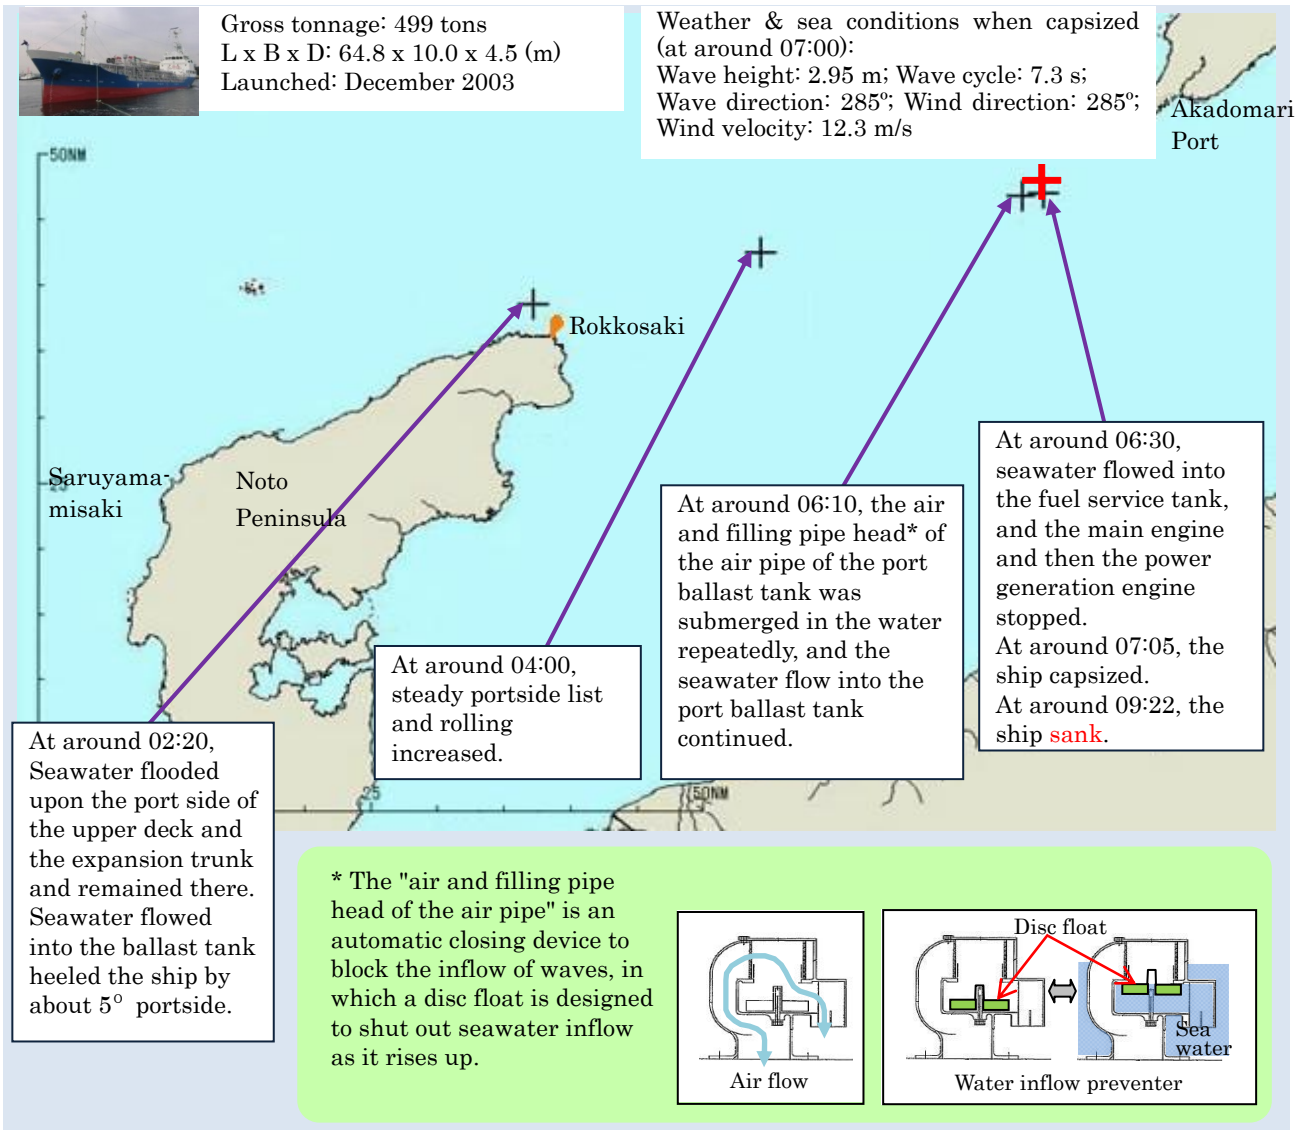 Gross tonnage: 499 tons
L x B x D: 64.8 x 10.0 x 4.5 (m)
Launched: December 2003
Weather & sea conditions when capsized
(at around 07:00):
Wave height: 2.95 m; Wave cycle: 7.3 s;
Wave direction: 285º; Wind direction: 285º;
Wind velocity: 12.3 m/s
Akadomari
Port
50NM
Rokkosaki
Saruyama-
misaki
25
Noto
Peninsula
25
50NM
At around 02:20,
Seawater flooded
upon the port side of
the upper deck and
the expansion trunk
and remained there.
Seawater flowed
into the ballast tank
heeled the ship by
about 5° portside.
At around 04:00,
steady portside list
and rolling
increased.
At around 06:10, the air
and filling pipe head* of
the air pipe of the port
ballast tank was
submerged in the water
repeatedly, and the
seawater flow into the
port ballast tank
continued.
At around 06:30,
seawater flowed into
the fuel service tank,
and the main engine
and then the power
generation engine
stopped.
At around 07:05, the
ship capsized.
At around 09:22, the
ship sank.
* The "air and filling pipe
head of the air pipe" is an
automatic closing device to
block the inflow of waves, in
which a disc float is designed
to shut out seawater inflow
as it rises up.
Air flow
Disc float
Sea
water
Water inflow preventer